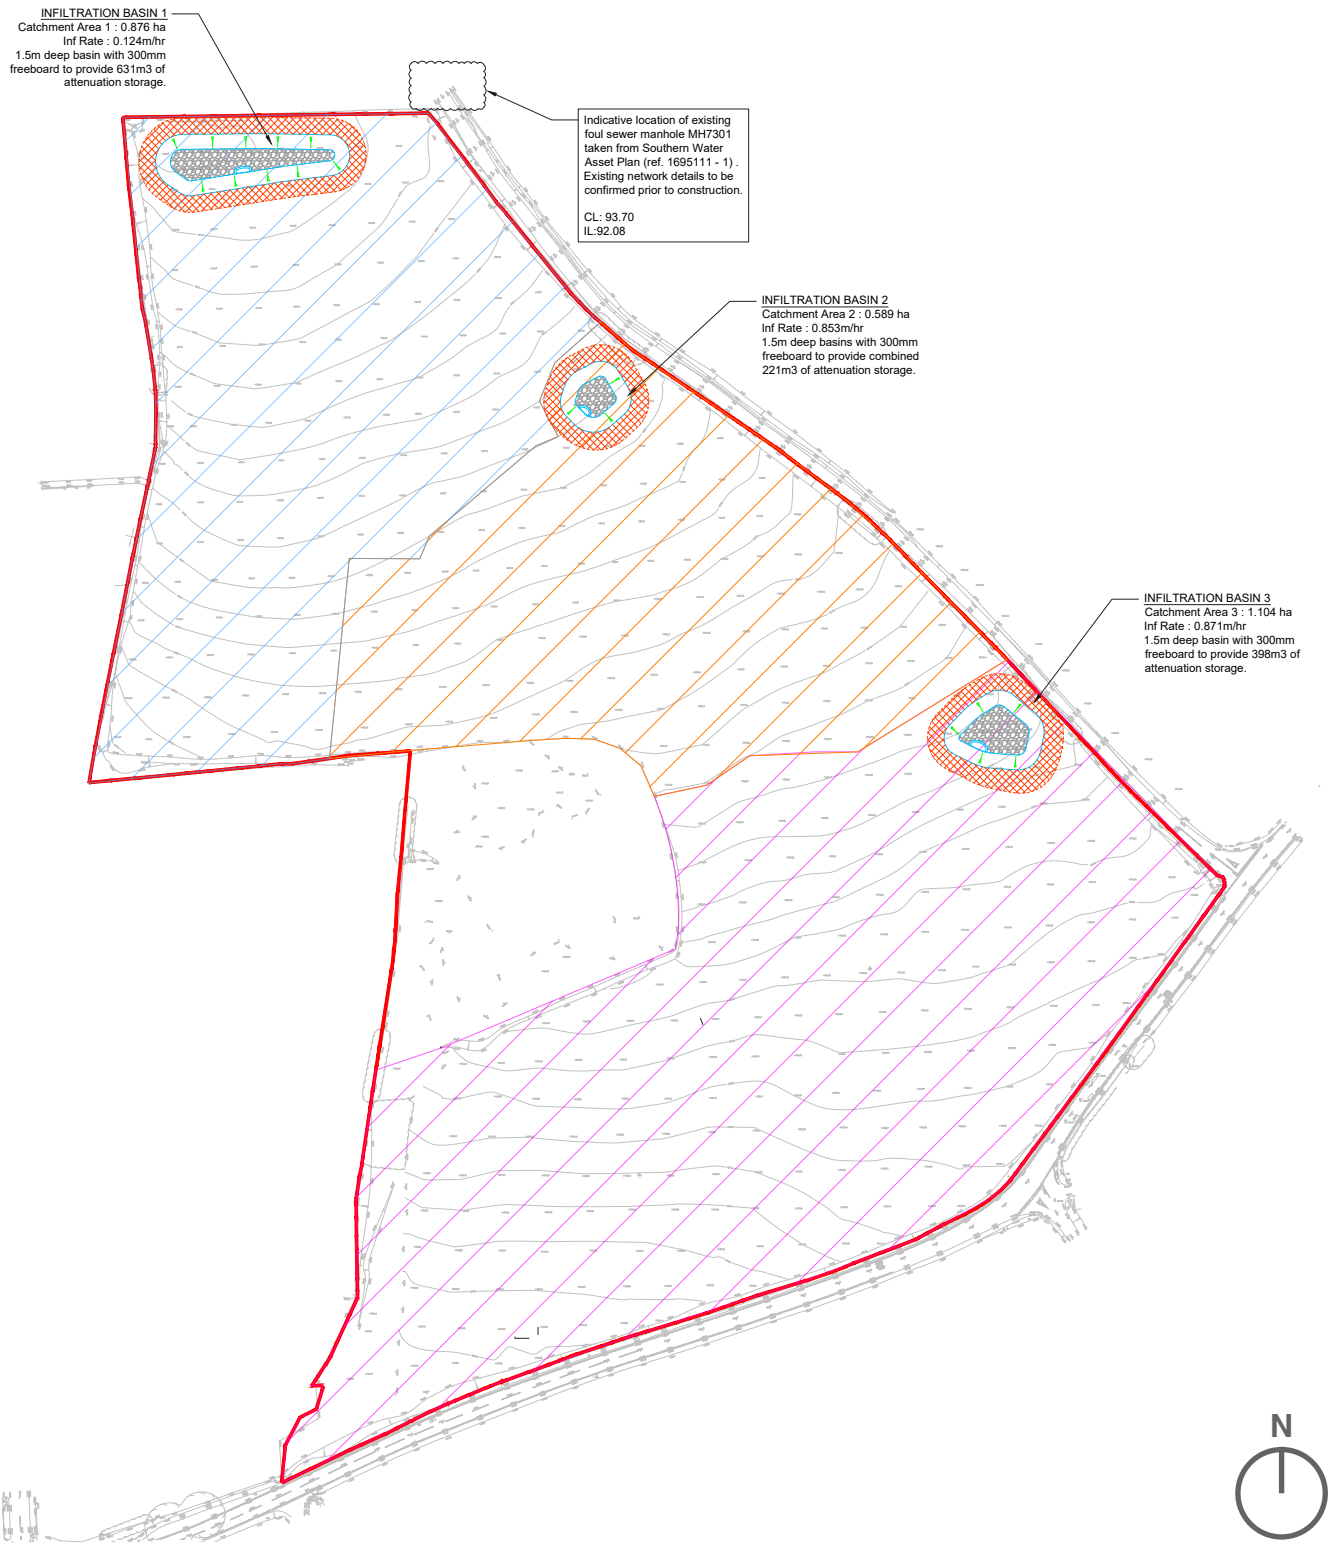 INFILTRATION BASIN 1
Catchment Area 1 : 0.876 ha
Inf Rate : 0.124m/hr
1.5m deep basin with 300mm
freeboard to provide 631m3 of
attenuation storage.
Indicative location of existing
foul sewer manhole MH7301
taken from Southern Water
Asset Plan (ref. 1695111 - 1) .
Existing network details to be
confirmed prior to construction.
CL: 93.70
IL:92.08
INFILTRATION BASIN 2
Catchment Area 2 : 0.589 ha
Inf Rate : 0.853m/hr
1.5m deep basins with 300mm
freeboard to provide combined
221m3 of attenuation storage.
INFILTRATION BASIN 3
Catchment Area 3 : 1.104 ha
Inf Rate : 0.871m/hr
1.5m deep basin with 300mm
freeboard to provide 398m3 of
attenuation storage.
N